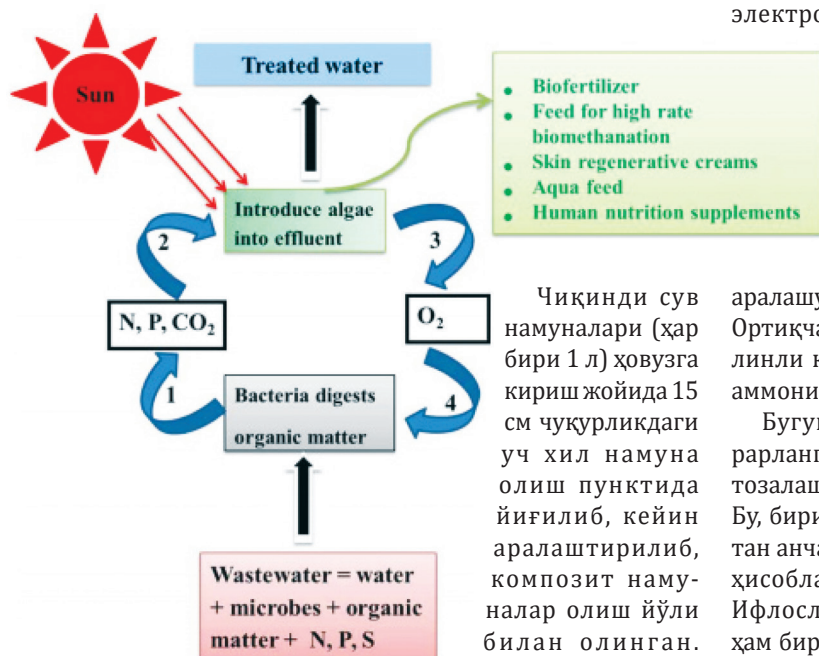 электро
Treated water
Sun
• Biofertilizer
• Feed for high rate
biomethanation
• Skin regenerative creams
• Aqua feed
• Human nutrition supplements
Introduce algae
into effluent
2
3
N, P, CO₂
O₂
1
4
Bacteria digests
organic matter
Wastewater = water
+ microbes + organic
matter + N, P, S
Чиқинди сув
намуналари (ҳар
бири 1 л) ҳовузга
кириш жойида 15
см чуқурликдаги
уч хил намуна
олиш пунктида
йиғилиб, кейин
аралаштирилиб,
композит наму-
налар олиш йўли
билан олинган.
аралашу
Ортиқча
линли к
аммони
Бугун
рарланг
тозалаш
Бу, бири
тан анча
ҳисобла
Ифлосл
ҳам бир